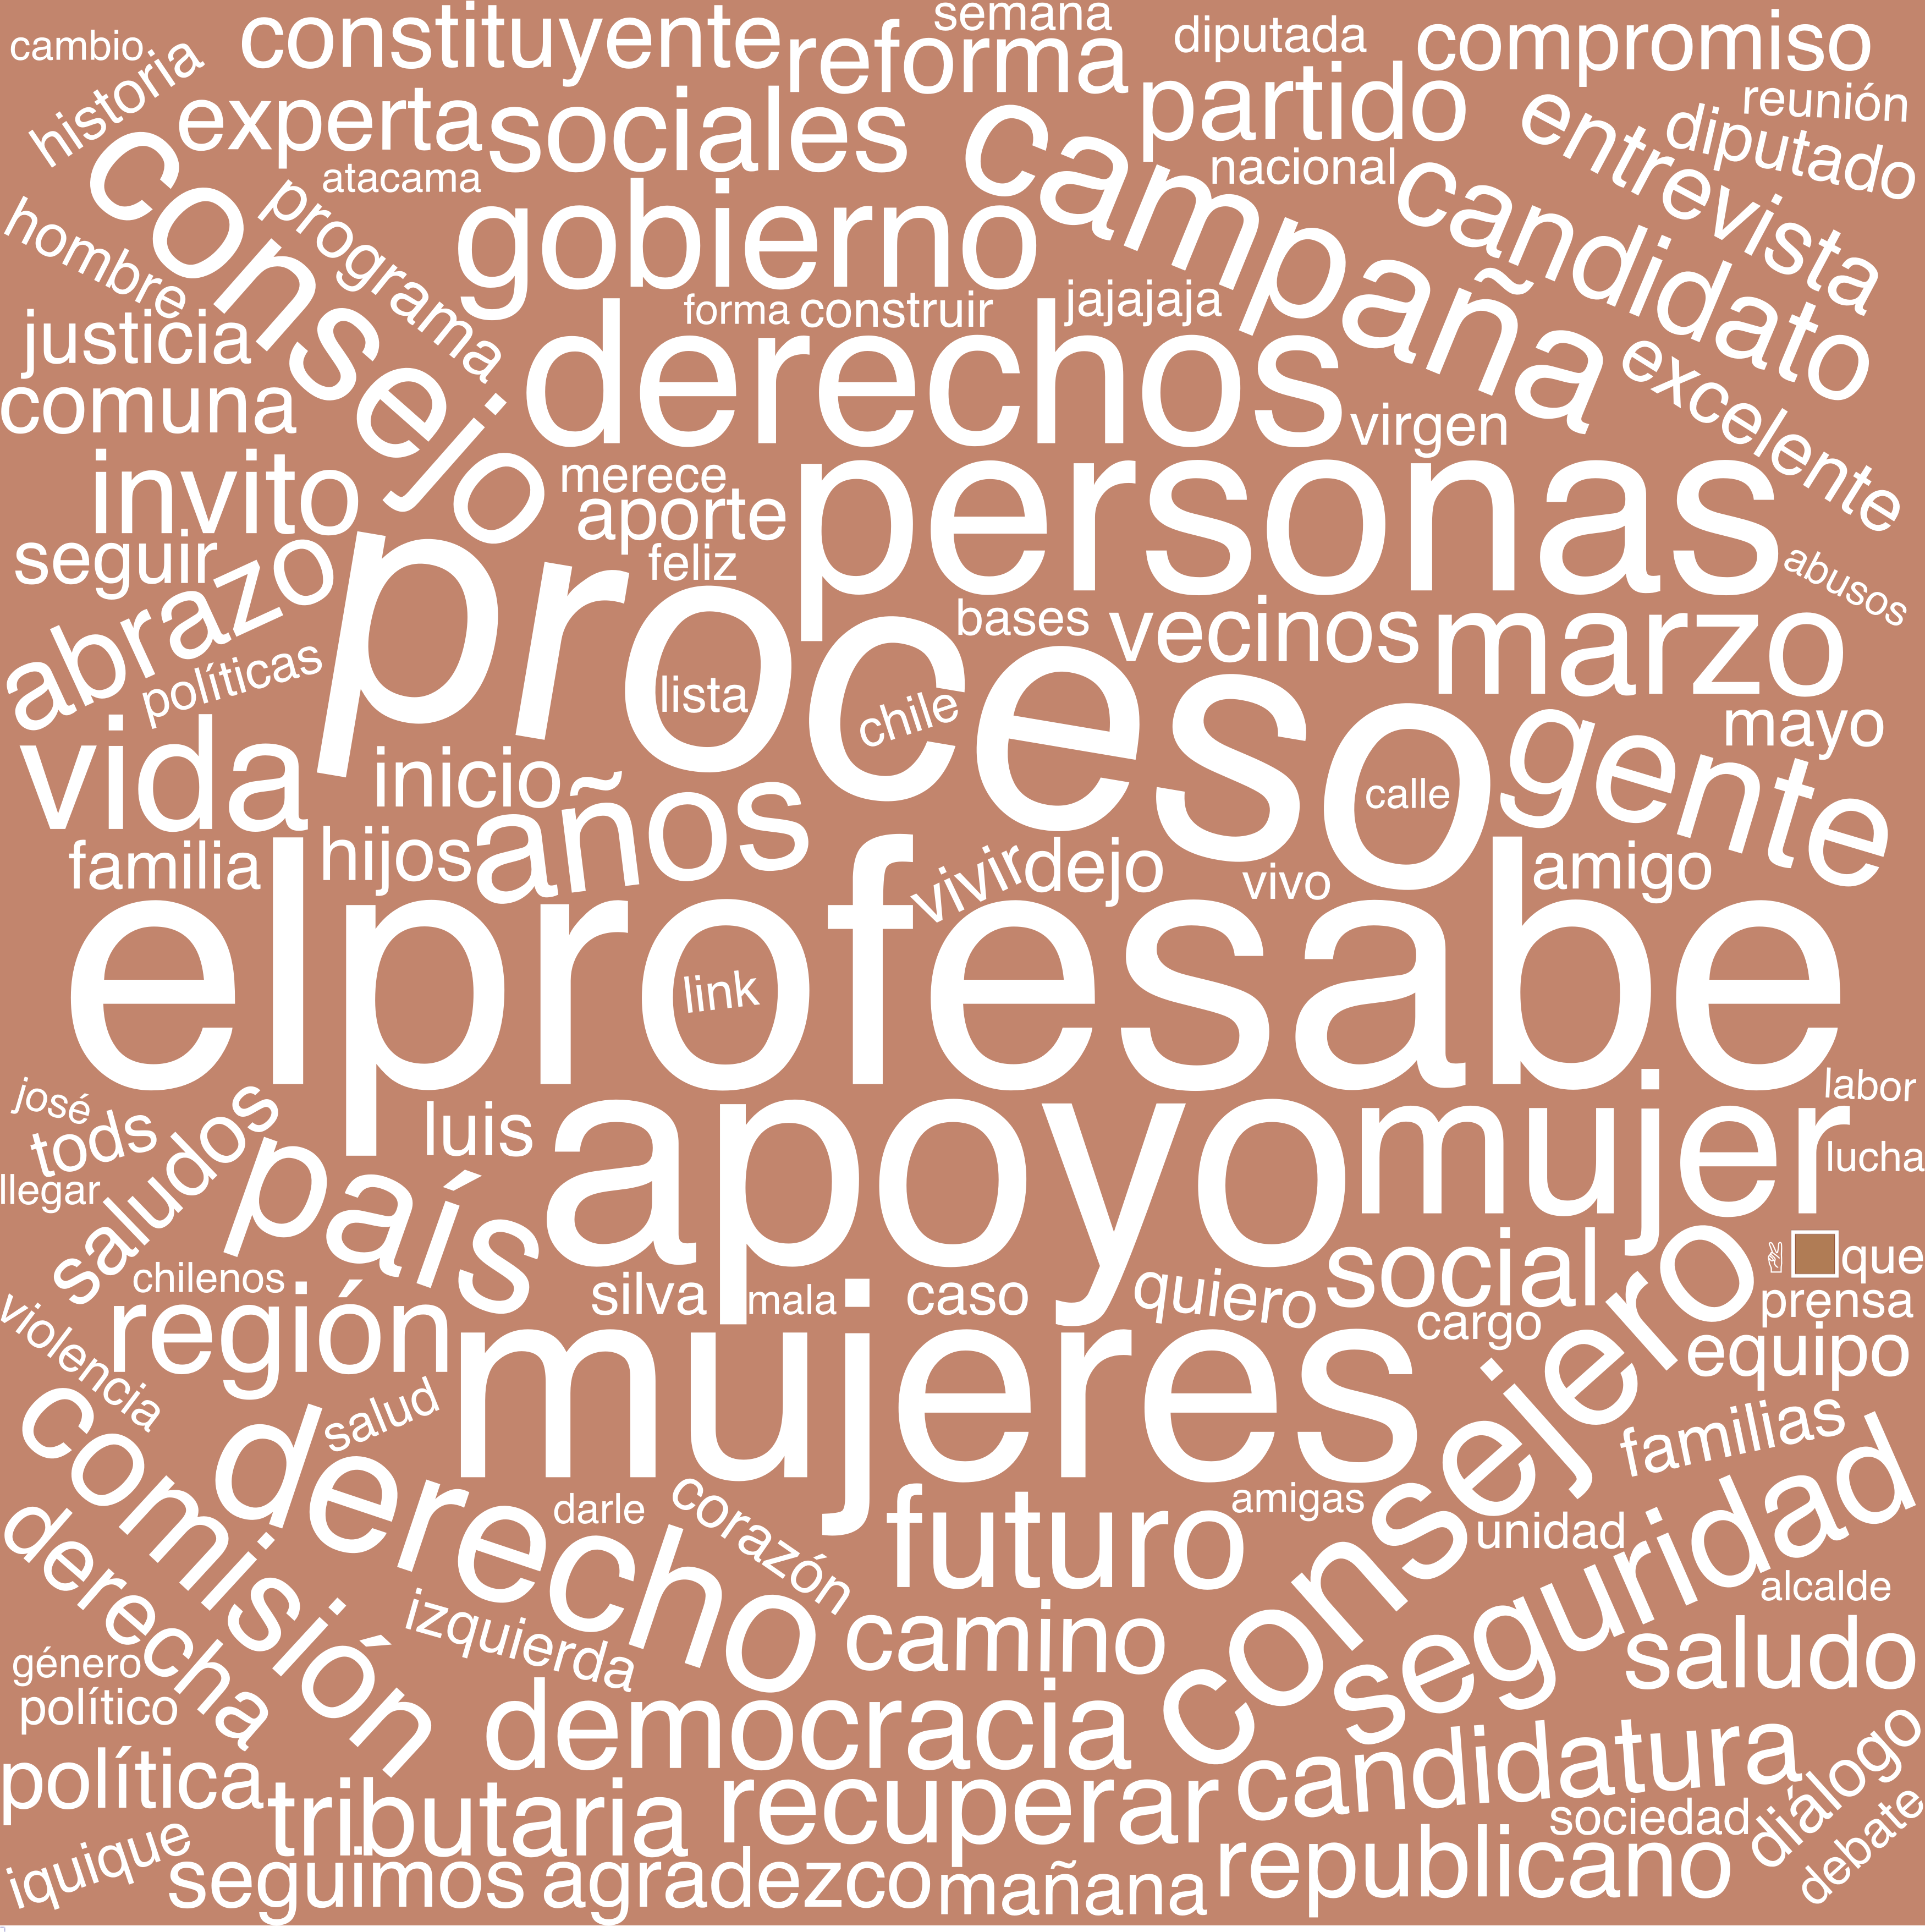 cambio
historia
constituyente
semana
reforma
diputada
compromiso
reunión
experta
sociales
atacama
partido
nacional
entrevista
diputado
consejo
campaña
candidato
hombre
programa
gobierno
justicia
forma
construir
jajajaja
derechos
excelente
comuna
virgen
invito
merece
personas
seguir
aporte
feliz
abusos
abrazo
proceso
bases
vecinos
marzo
políticas
lista
chile
mayo
vida
inicio
calle
gente
familia
hijos
años
vivir
dejo
vivo
amigo
elprofesabe
link
josé
tods
saludos
luis
apoyo
mujer
labor
lucha
llegar
país
✌
que
chilenos
silva
mala
caso
quiero
social
prensa
violencia
región
mujeres
cargo
consejero
equipo
salud
comisión
derecho
familias
darle
corazón
futuro
amigas
unidad
seguridad
derecha
izquierda
camino
alcalde
saludo
género
político
democracia
política
tributaria
recuperar
candidatura
diálogo
sociedad
debate
iquique
seguimos
agradezco
mañana
republicano